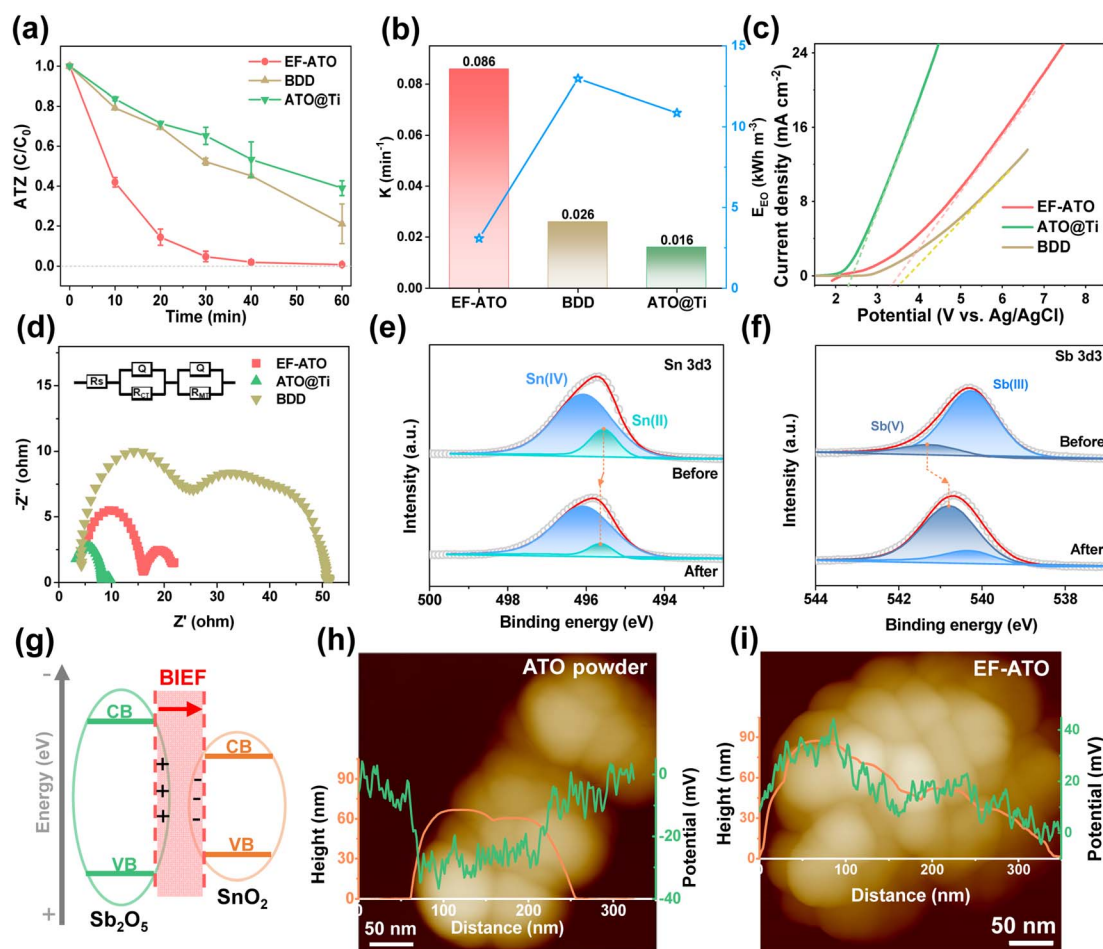 (a)
1.0
0.8
0.6
0.4
0.2
0.0
ATZ (C/C0)
EF-ATO
BDD
ATO@Ti
0 10 20 30 40 50 60
Time (min)
(b)
0.08
0.06
0.04
0.02
0.00
K (min⁻¹)
0.086
0.026
0.016
EF-ATO BDD ATO@Ti
15
10
5
0
EEO (kWh m⁻³)
(c)
24
16
8
0
Current density (mA cm⁻²)
EF-ATO
ATO@Ti
BDD
2 3 4 5 6 7 8
Potential (V vs. Ag/AgCl)
(d)
-15
-10
-5
0
-Z'' (ohm)
Rs Q Q
RCT RMT
EF-ATO
ATO@Ti
BDD
0 10 20 30 40 50
Z' (ohm)
(e)
Sn 3d3
Sn(IV)
Sn(II)
Before
After
Intensity (a.u.)
500 498 496 494
Binding energy (eV)
(f)
Sb 3d3
Sb(III)
Sb(V)
Before
After
Intensity (a.u.)
544 542 540 538
Binding energy (eV)
(g)
-
Energy (eV)
+
BIEF
CB
CB
+ -
+ -
+ -
VB
VB
Sb₂O₅
SnO₂
(h)
ATO powder
90
60
30
0
Height (nm)
0
-20
-30
-40
Potential (mV)
0 100 200 300
Distance (nm)
50 nm
(i)
EF-ATO
90
60
30
0
Height (nm)
40
20
0
Potential (mV)
0 100 200 300
Distance (nm)
50 nm